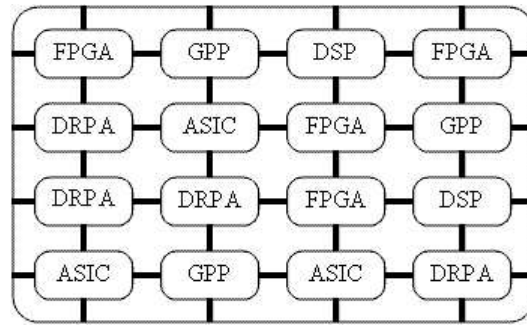 FPGA GPP DSP FPGA
DRPA ASIC FPGA GPP
DRPA DRPA FPGA DSP
ASIC GPP ASIC DRPA